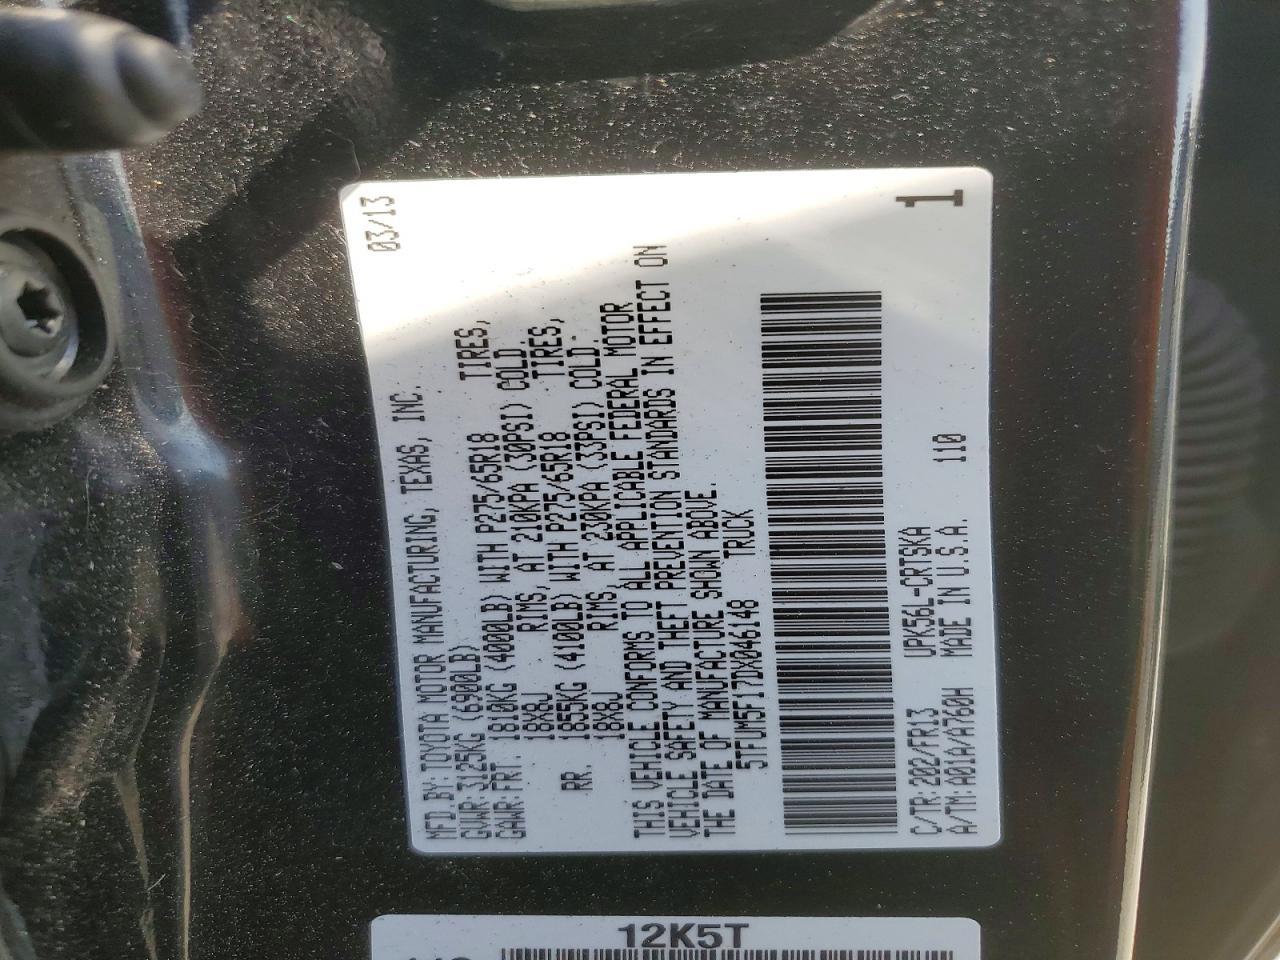 MFD.BY:TOYOTA MOTOR MANUFACTURING, TEXAS, INC. 03/13
GVWR:3125KG (6900LB)
GAWR:FRT. 1810KG (4000LB) WITH P275/65R18 TIRES,
18X8J RIMS, AT 210KPA (30PSI) COLD.
RR. 1855KG (4100LB) WITH P275/65R18 TIRES,
18X8J RIMS, AT 230KPA (33PSI) COLD.
THIS VEHICLE CONFORMS TO ALL APPLICABLE FEDERAL MOTOR
VEHICLE SAFETY AND THEFT PREVENTION STANDARDS IN EFFECT ON
THE DATE OF MANUFACTURE SHOWN ABOVE.
5TFUM5F17DX046148 TRUCK
C/TR:202/FR13 UPK56L-CRTSKA 1
A/TM:A01A/A760H MADE IN U.S.A. 110
12K5T